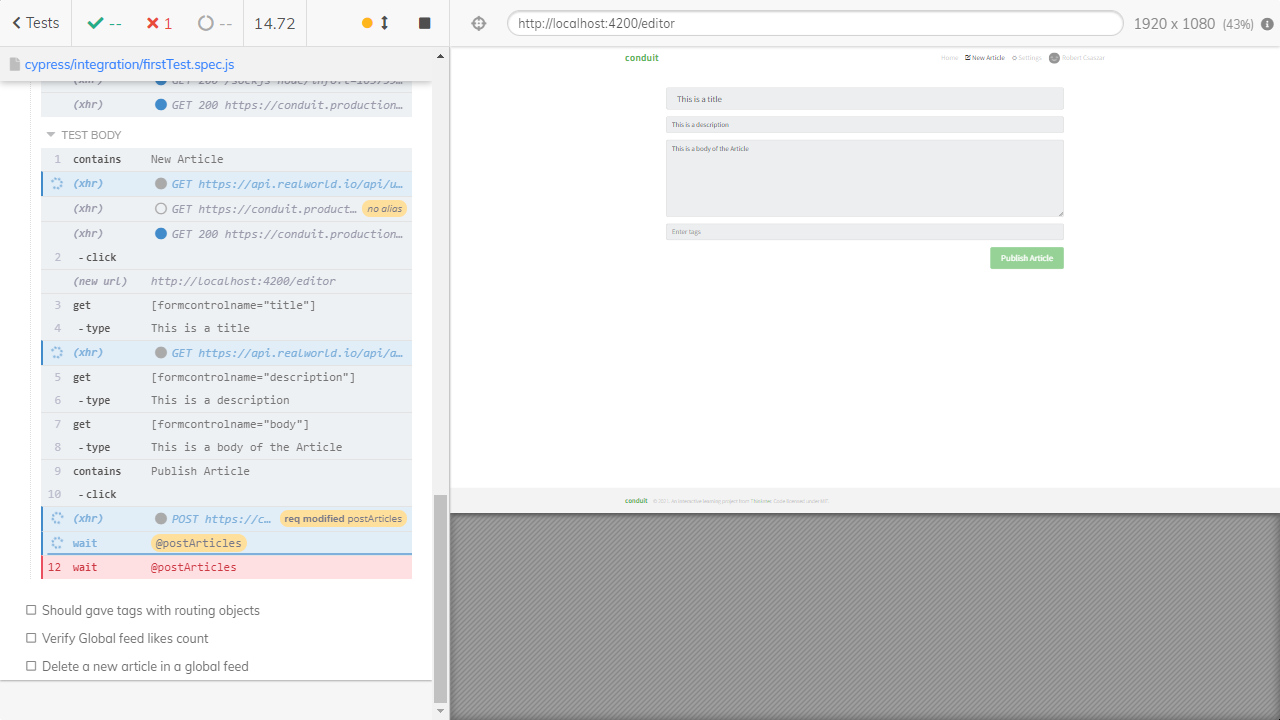 Tests
--
1
--
14.72
http://localhost:4200/editor
1920 x 1080 (43%)
cypress/integration/firstTest.spec.js
(xhr)
(xhr) GET 200 https://conduit.production...
TEST BODY
1 contains New Article
(xhr) GET https://api.realworld.io/api/u...
(xhr) GET https://conduit.product... no alias
(xhr) GET 200 https://conduit.production...
2 -click
(new url) http://localhost:4200/editor
3 get [formcontrolname="title"]
4 -type This is a title
(xhr) GET https://api.realworld.io/api/a...
5 get [formcontrolname="description"]
6 -type This is a description
7 get [formcontrolname="body"]
8 -type This is a body of the Article
9 contains Publish Article
10 -click
(xhr) POST https://c... req modified postArticles
wait @postArticles
12 wait @postArticles
Should gave tags with routing objects
Verify Global feed likes count
Delete a new article in a global feed
conduit
Home New Article Settings Robert Csaszar
This is a title
This is a description
This is a body of the Article
Enter tags
Publish Article
conduit © 2021. An interactive learning project from Thinkster. Code licensed under MIT.